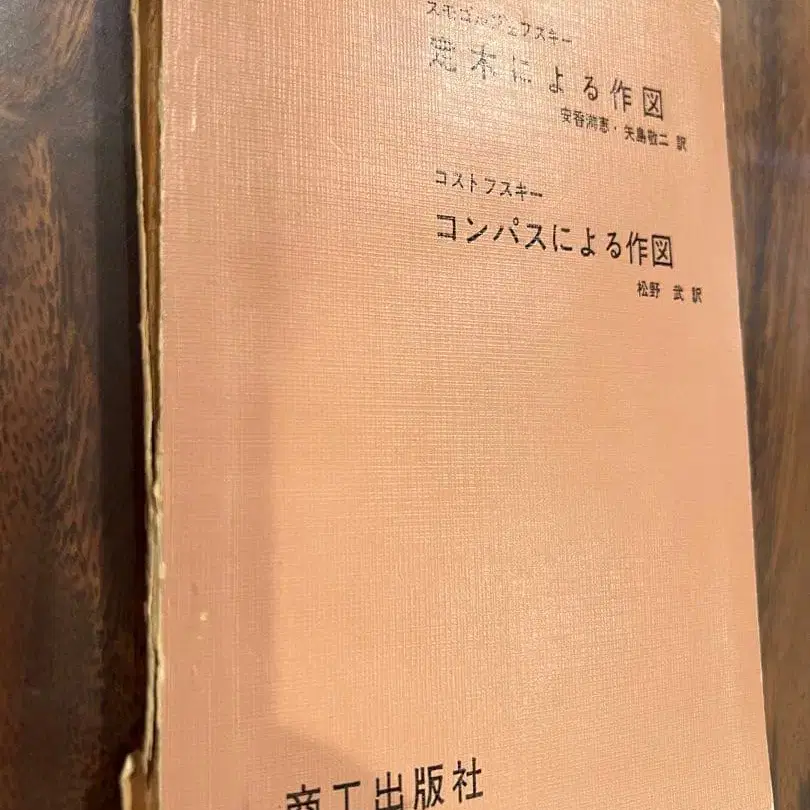 スモゴルジェフスキー
定木による作図
安香満恵・矢島敬二 訳
コストフスキー
コンパスによる作図
松野 武 訳
商工出版社